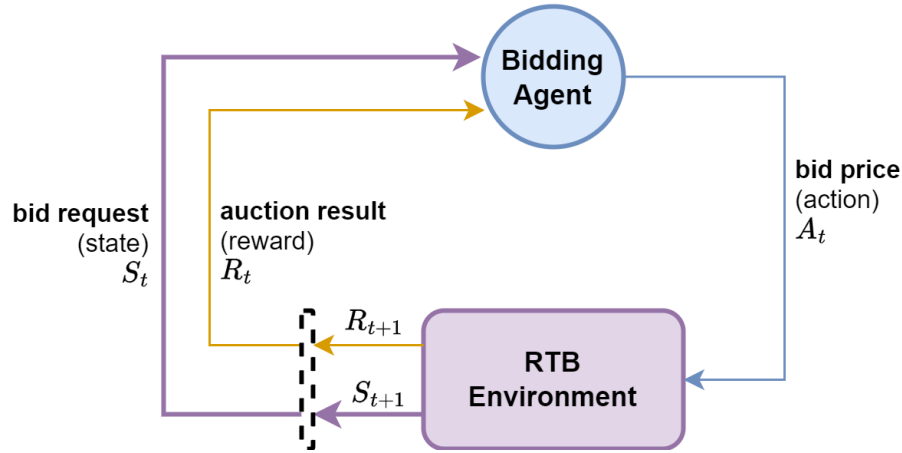 Bidding
Agent
bid request
(state)
S_t
auction result
(reward)
R_t
bid price
(action)
A_t
R_{t+1}
S_{t+1}
RTB
Environment